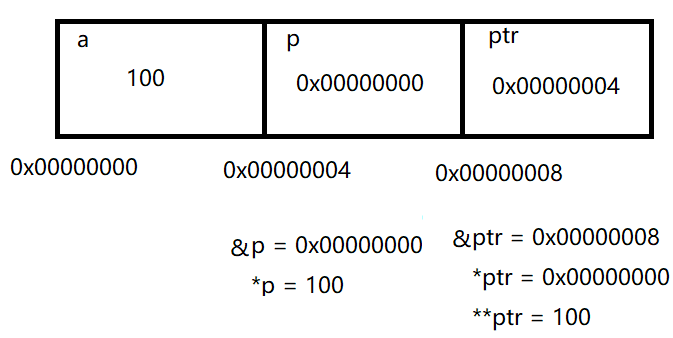 a p ptr
100 0x00000000 0x00000004
0x00000000 0x00000004 0x00000008
&p = 0x00000000
*p = 100
&ptr = 0x00000008
*ptr = 0x00000000
**ptr = 100